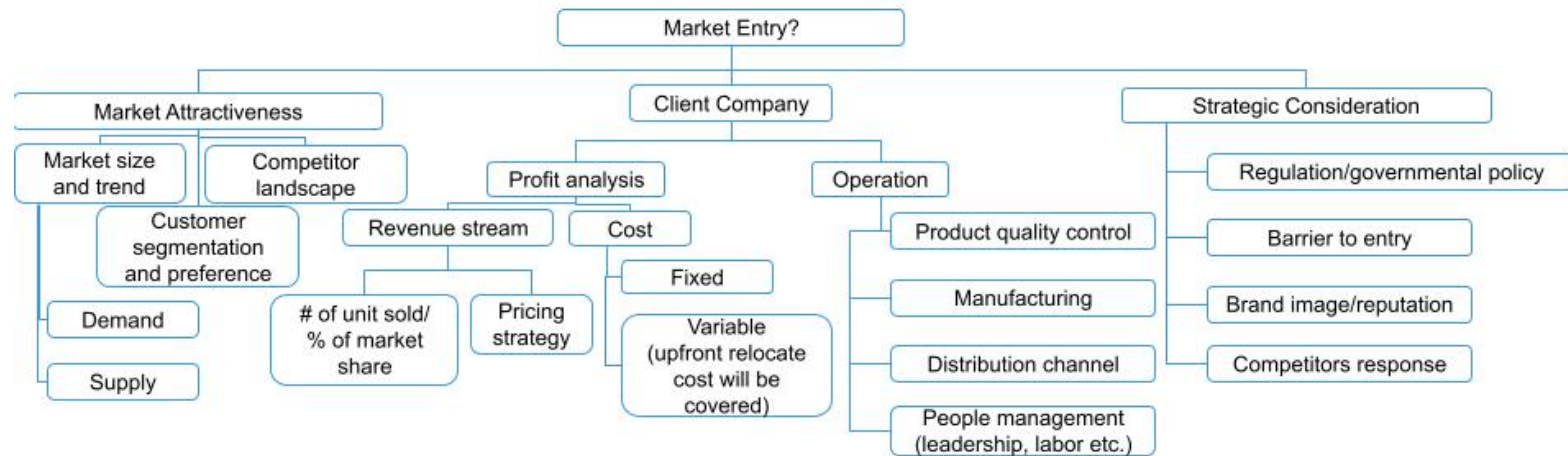 Market Entry?
Market Attractiveness
Client Company
Strategic Consideration
Market size
and trend
Competitor
landscape
Customer
segmentation
and preference
Demand
Supply
Profit analysis
Operation
Revenue stream
Cost
# of unit sold/
% of market
share
Pricing
strategy
Fixed
Variable
(upfront relocate
cost will be
covered)
Product quality control
Manufacturing
Distribution channel
People management
(leadership, labor etc.)
Regulation/governmental policy
Barrier to entry
Brand image/reputation
Competitors response